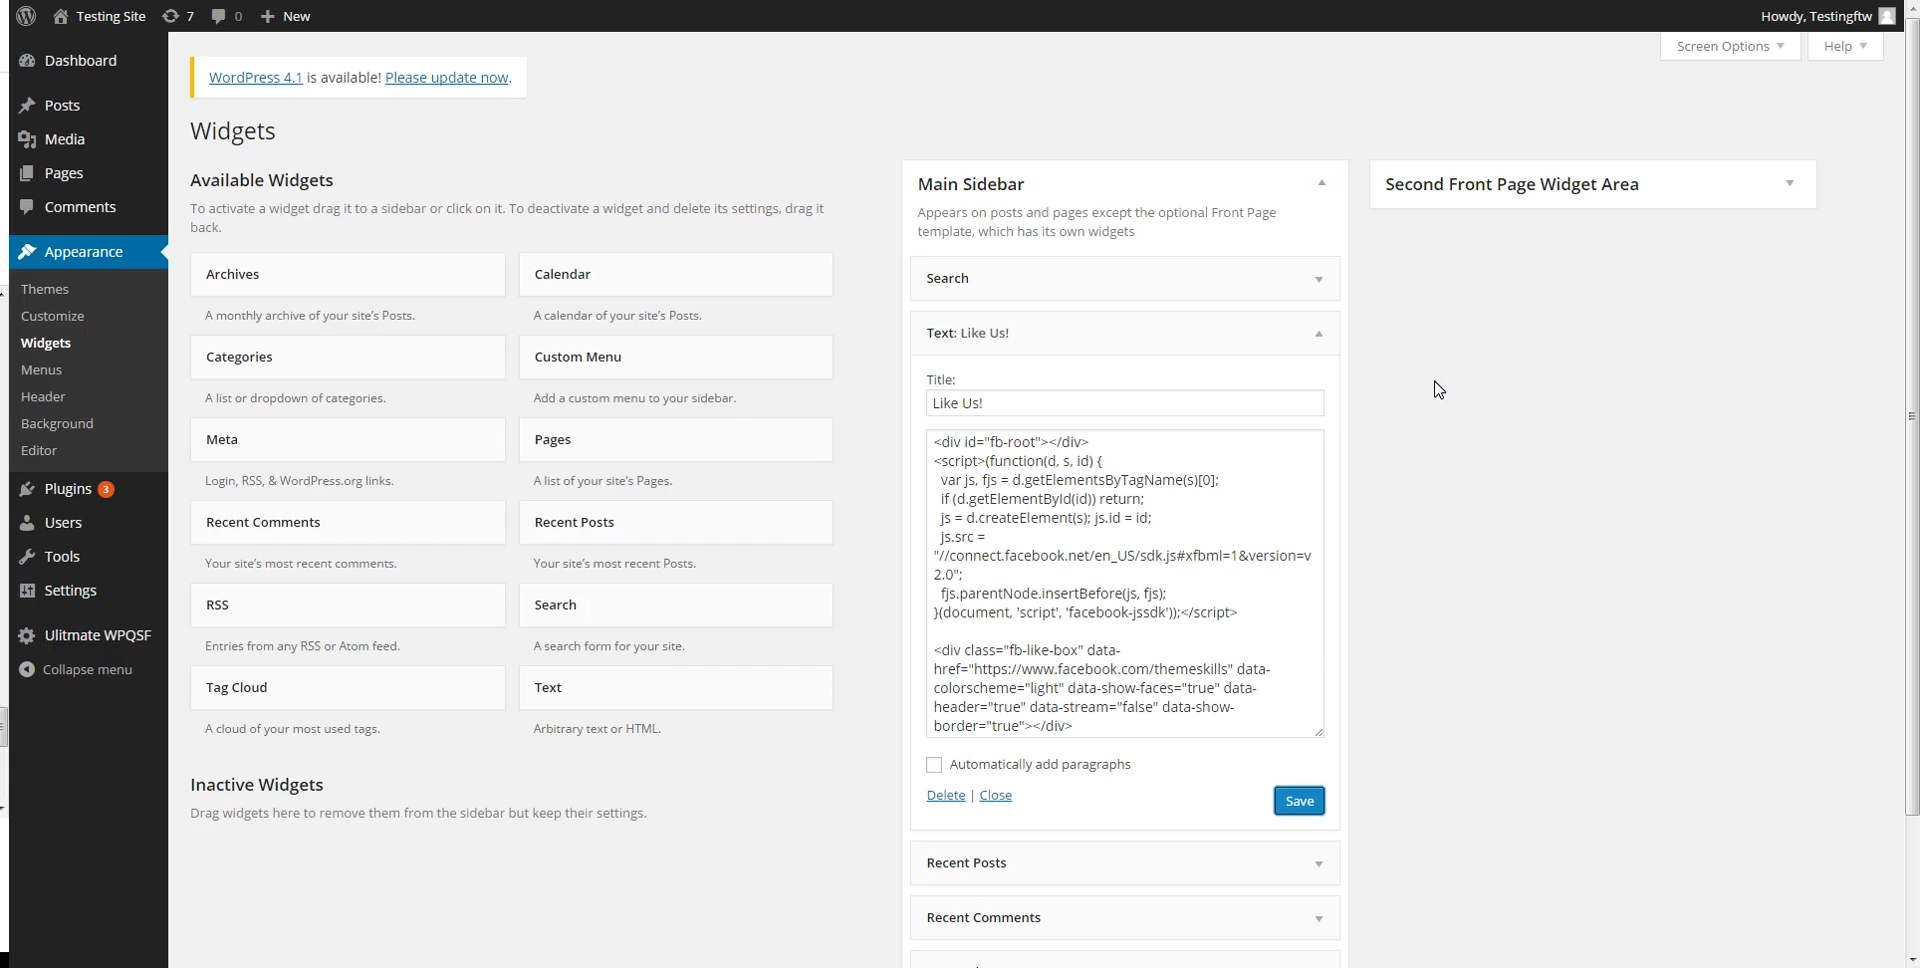 Testing Site 7 0 New
Howdy, Testingftw
Screen Options
Help
Dashboard
Posts
Media
Pages
Comments
Appearance
Themes
Customize
Widgets
Menus
Header
Background
Editor
Plugins 3
Users
Tools
Settings
Ulitmate WPQSF
Collapse menu
WordPress 4.1 is available! Please update now.
Widgets
Available Widgets
To activate a widget drag it to a sidebar or click on it. To deactivate a widget and delete its settings, drag it
back.
Archives
A monthly archive of your site's Posts.
Calendar
A calendar of your site's Posts.
Categories
A list or dropdown of categories.
Custom Menu
Add a custom menu to your sidebar.
Meta
Login, RSS, & WordPress.org links.
Pages
A list of your site's Pages.
Recent Comments
Your site's most recent comments.
Recent Posts
Your site's most recent Posts.
RSS
Entries from any RSS or Atom feed.
Search
A search form for your site.
Tag Cloud
A cloud of your most used tags.
Text
Arbitrary text or HTML.
Inactive Widgets
Drag widgets here to remove them from the sidebar but keep their settings.
Main Sidebar
Appears on posts and pages except the optional Front Page
template, which has its own widgets
Search
Text: Like Us!
Title:
Like Us!
<div id="fb-root"></div>
<script>(function(d, s, id) {
var js, fjs = d.getElementsByTagName(s)[0];
if (d.getElementById(id)) return;
js = d.createElement(s); js.id = id;
js.src =
"//connect.facebook.net/en_US/sdk.js#xfbml=1&version=v
2.0";
fjs.parentNode.insertBefore(js, fjs);
}(document, 'script', 'facebook-jssdk'));</script>
<div class="fb-like-box" data-
href="https://www.facebook.com/themeskills" data-
colorscheme="light" data-show-faces="true" data-
header="true" data-stream="false" data-show-
border="true"></div>
Automatically add paragraphs
Delete | Close
Save
Recent Posts
Recent Comments
Second Front Page Widget Area